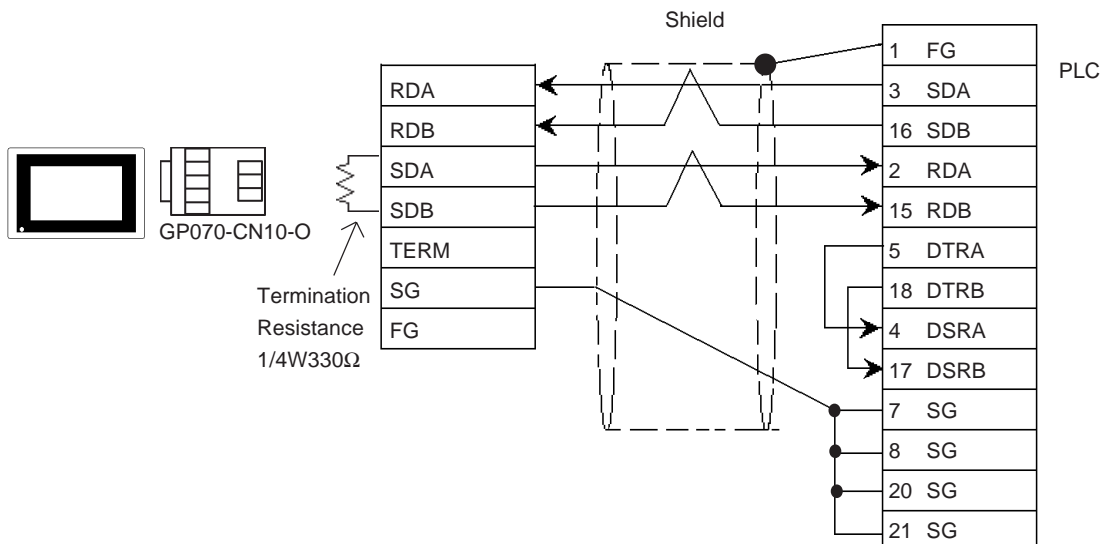 Shield
PLC
GP070-CN10-O
Termination
Resistance
1/4W330Ω
RDA
RDB
SDA
SDB
TERM
SG
FG
1 FG
3 SDA
16 SDB
2 RDA
15 RDB
5 DTRA
18 DTRB
4 DSRA
17 DSRB
7 SG
8 SG
20 SG
21 SG